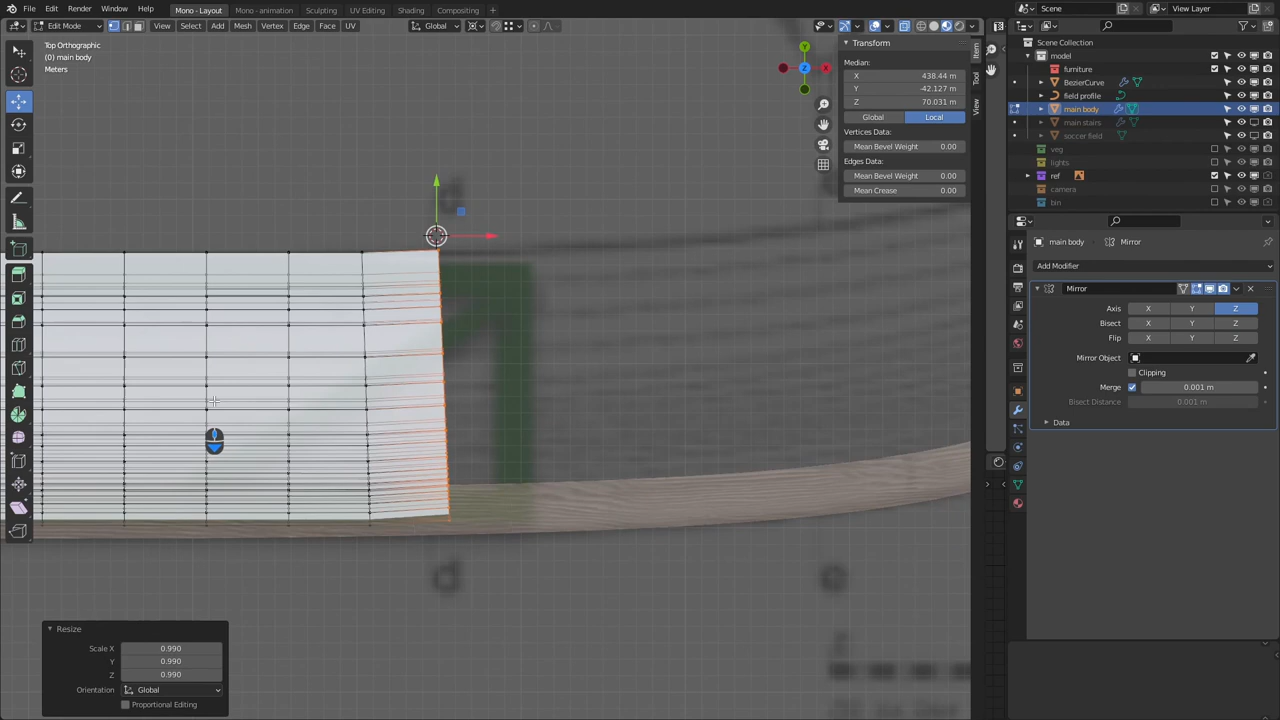 File Edit Render Window Help Mono - Layout Mono - animation Sculpting UV Editing Shading Compositing Scene View Layer
Edit Mode View Select Add Mesh Vertex Edge Face UV Global
Top Orthographic
(0) main body
Meters
Transform
Median:
X 438.44 m
Y -42.127 m
Z 70.031 m
Global Local
Vertices Data:
Mean Bevel Weight 0.00
Edges Data:
Mean Bevel Weight 0.00
Mean Crease 0.00
Item
Tool
View
Y
X
Z
Scene Collection
model
furniture
BezierCurve
field profile
main body
main stairs
soccer field
veg
lights
ref
camera
bin
main body Mirror
Add Modifier
Mirror
Axis X Y Z
Bisect X Y Z
Flip X Y Z
Mirror Object
Clipping
Merge 0.001 m
Bisect Distance 0.001 m
Data
d
d
e
1
Resize
Scale X 0.990
Y 0.990
Z 0.990
Orientation Global
Proportional Editing